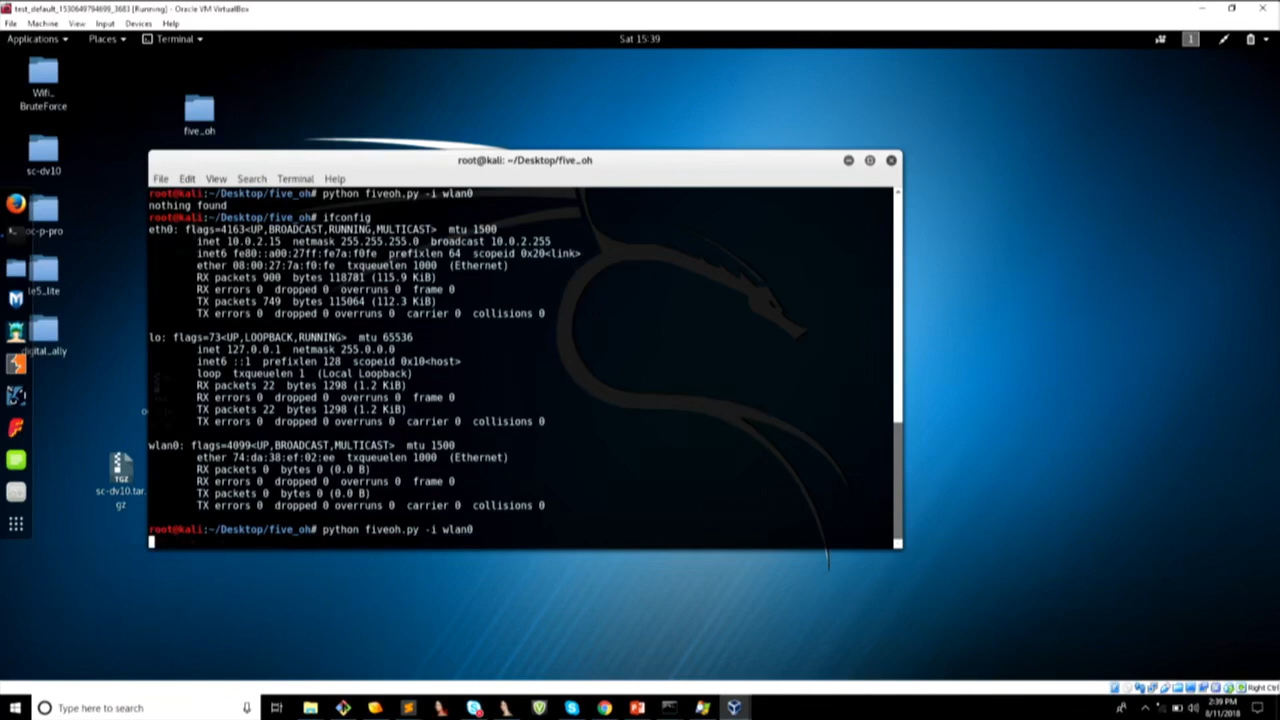 test_default_1530649794699_3683 [Running] - Oracle VM VirtualBox
File Machine View Input Devices Help
Applications Places Terminal Sat 15:39 1
Wifi_
BruteForce
five_oh
sc-dv10
oc-p-pro
le5_lite
digital_ally
sc-dv10.tar.
gz
TGZ
root@kali: ~/Desktop/five_oh
File Edit View Search Terminal Help
root@kali:~/Desktop/five_oh# python fiveoh.py -i wlan0
nothing found
root@kali:~/Desktop/five_oh# ifconfig
eth0: flags=4163<UP,BROADCAST,RUNNING,MULTICAST> mtu 1500
inet 10.0.2.15 netmask 255.255.255.0 broadcast 10.0.2.255
inet6 fe80::a00:27ff:fe7a:f0fe prefixlen 64 scopeid 0x20<link>
ether 08:00:27:7a:f0:fe txqueuelen 1000 (Ethernet)
RX packets 900 bytes 118781 (115.9 KiB)
RX errors 0 dropped 0 overruns 0 frame 0
TX packets 749 bytes 115064 (112.3 KiB)
TX errors 0 dropped 0 overruns 0 carrier 0 collisions 0
lo: flags=73<UP,LOOPBACK,RUNNING> mtu 65536
inet 127.0.0.1 netmask 255.0.0.0
inet6 ::1 prefixlen 128 scopeid 0x10<host>
loop txqueuelen 1 (Local Loopback)
RX packets 22 bytes 1298 (1.2 KiB)
RX errors 0 dropped 0 overruns 0 frame 0
TX packets 22 bytes 1298 (1.2 KiB)
TX errors 0 dropped 0 overruns 0 carrier 0 collisions 0
wlan0: flags=4099<UP,BROADCAST,MULTICAST> mtu 1500
ether 74:da:38:ef:02:ee txqueuelen 1000 (Ethernet)
RX packets 0 bytes 0 (0.0 B)
RX errors 0 dropped 0 overruns 0 frame 0
TX packets 0 bytes 0 (0.0 B)
TX errors 0 dropped 0 overruns 0 carrier 0 collisions 0
root@kali:~/Desktop/five_oh# python fiveoh.py -i wlan0
Right Ctrl
Type here to search
2:39 PM
8/11/2018